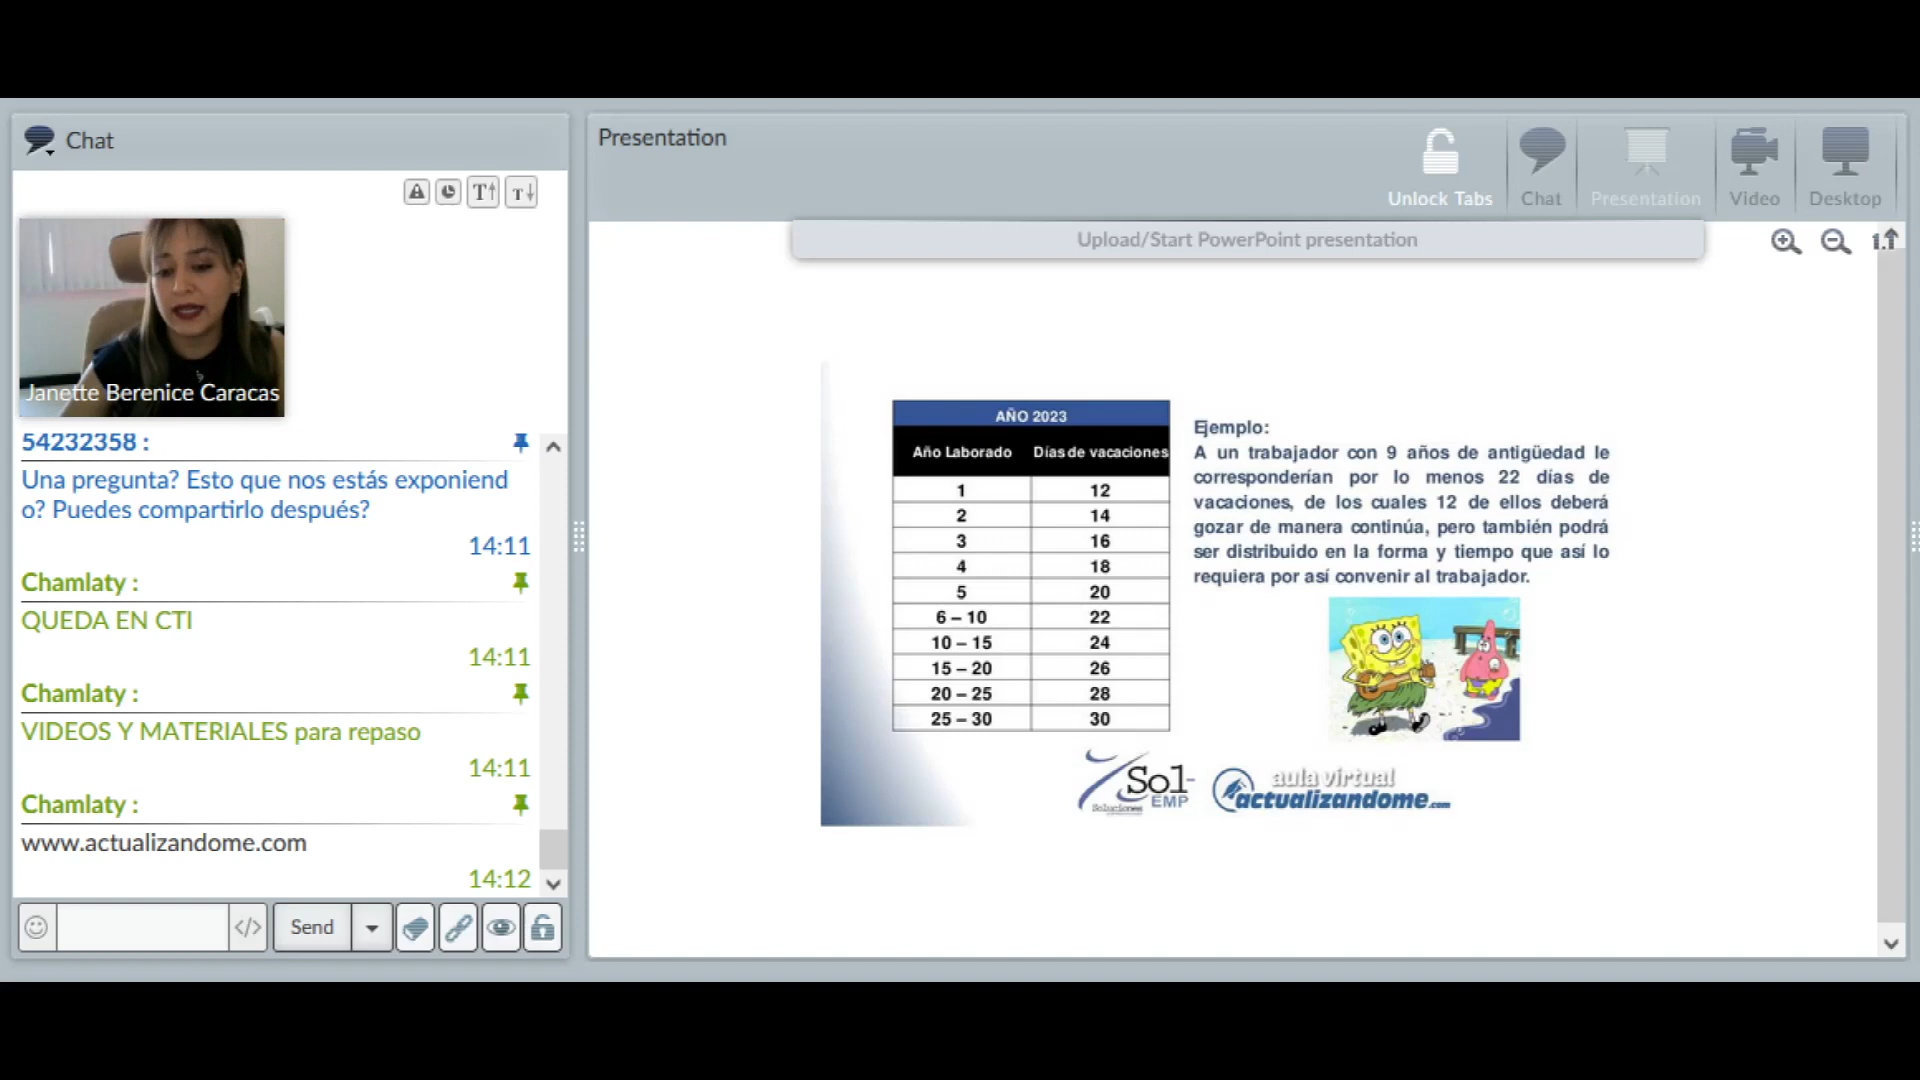 Chat
T↑
T↓
Janette Berenice Caracas
54232358 :
Una pregunta? Esto que nos estás exponiend
o? Puedes compartirlo después?
14:11
Chamlaty :
QUEDA EN CTI
14:11
Chamlaty :
VIDEOS Y MATERIALES para repaso
14:11
Chamlaty :
www.actualizandome.com
14:12
</>
Send
Presentation
Unlock Tabs
Chat
Presentation
Video
Desktop
Upload/Start PowerPoint presentation
1.1
AÑO 2023
Año Laborado Días de vacaciones
1 12
2 14
3 16
4 18
5 20
6 – 10 22
10 – 15 24
15 – 20 26
20 – 25 28
25 – 30 30
Ejemplo:
A un trabajador con 9 años de antigüedad le
corresponderían por lo menos 22 días de
vacaciones, de los cuales 12 de ellos deberá
gozar de manera continúa, pero también podrá
ser distribuido en la forma y tiempo que así lo
requiera por así convenir al trabajador.
Sol-
EMP
Soluciones
aula virtual
actualizandome.com